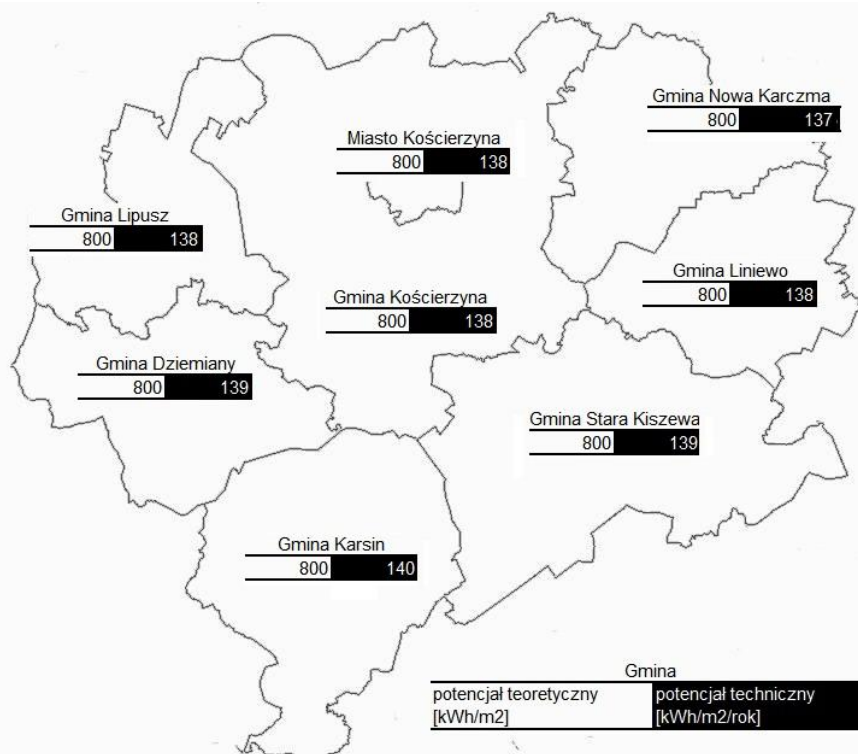 Gmina Nowa Karczma
800 137
Miasto Kościerzyna
800 138
Gmina Lipusz
800 138
Gmina Liniewo
800 138
Gmina Kościerzyna
800 138
Gmina Dziemiany
800 139
Gmina Stara Kiszewa
800 139
Gmina Karsin
800 140
Gmina
potencjał teoretyczny potencjał techniczny
[kWh/m2] [kWh/m2/rok]